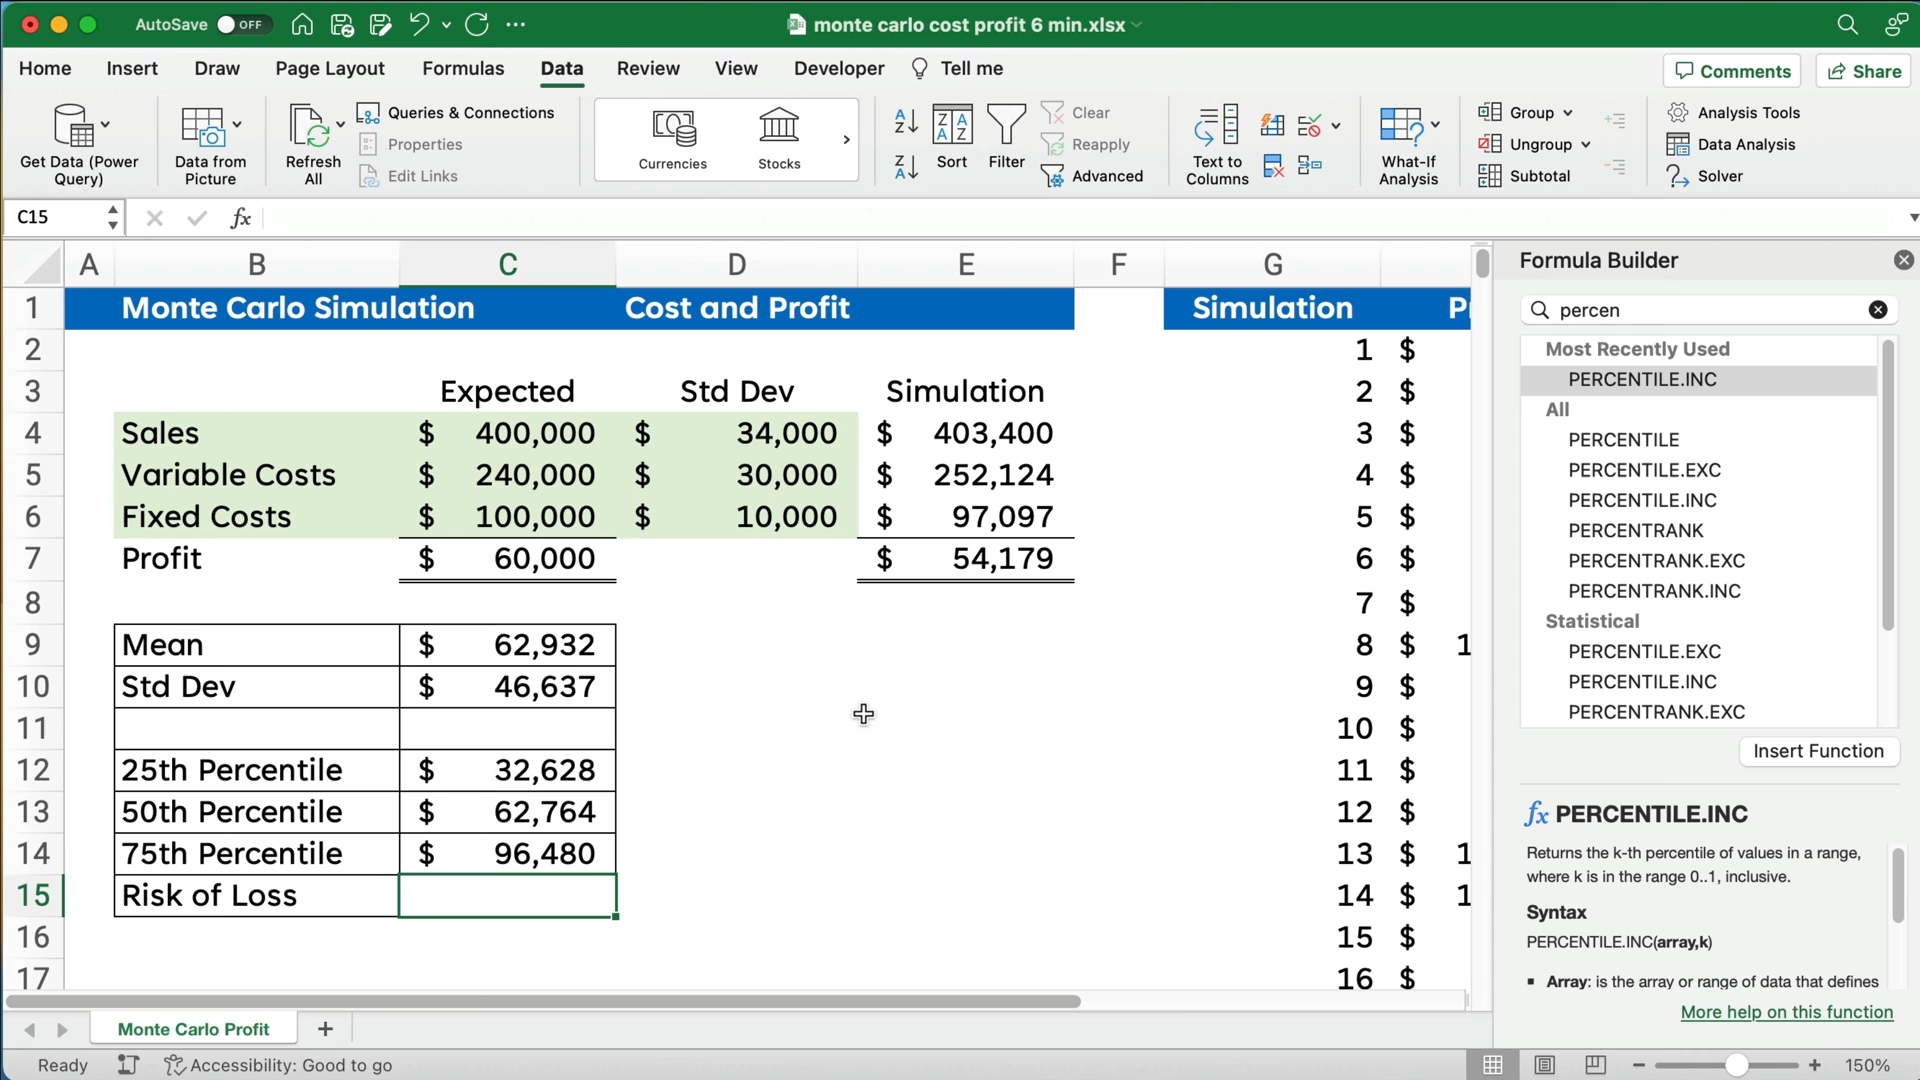 AutoSave OFF monte carlo cost profit 6 min.xlsx
Home Insert Draw Page Layout Formulas Data Review View Developer Tell me Comments Share
Get Data (Power Query)
Data from Picture
Refresh All
Queries & Connections
Properties
Edit Links
Currencies
Stocks
Sort
Filter
Clear
Reapply
Advanced
Text to Columns
What-If Analysis
Group
Ungroup
Subtotal
Analysis Tools
Data Analysis
Solver
C15 fx
A B C D E F G
1 Monte Carlo Simulation Cost and Profit Simulation
2 1 $
3 Expected Std Dev Simulation 2 $
4 Sales $ 400,000 $ 34,000 $ 403,400 3 $
5 Variable Costs $ 240,000 $ 30,000 $ 252,124 4 $
6 Fixed Costs $ 100,000 $ 10,000 $ 97,097 5 $
7 Profit $ 60,000 $ 54,179 6 $
8 7 $
9 Mean $ 62,932 8 $ 1
10 Std Dev $ 46,637 9 $
11 10 $
12 25th Percentile $ 32,628 11 $
13 50th Percentile $ 62,764 12 $
14 75th Percentile $ 96,480 13 $ 1
15 Risk of Loss 14 $ 1
16 15 $
17 16 $
Formula Builder
percen
Most Recently Used
PERCENTILE.INC
All
PERCENTILE
PERCENTILE.EXC
PERCENTILE.INC
PERCENTRANK
PERCENTRANK.EXC
PERCENTRANK.INC
Statistical
PERCENTILE.EXC
PERCENTILE.INC
PERCENTRANK.EXC
Insert Function
fx PERCENTILE.INC
Returns the k-th percentile of values in a range,
where k is in the range 0..1, inclusive.
Syntax
PERCENTILE.INC(array,k)
▪ Array: is the array or range of data that defines
More help on this function
Monte Carlo Profit +
Ready Accessibility: Good to go 150%